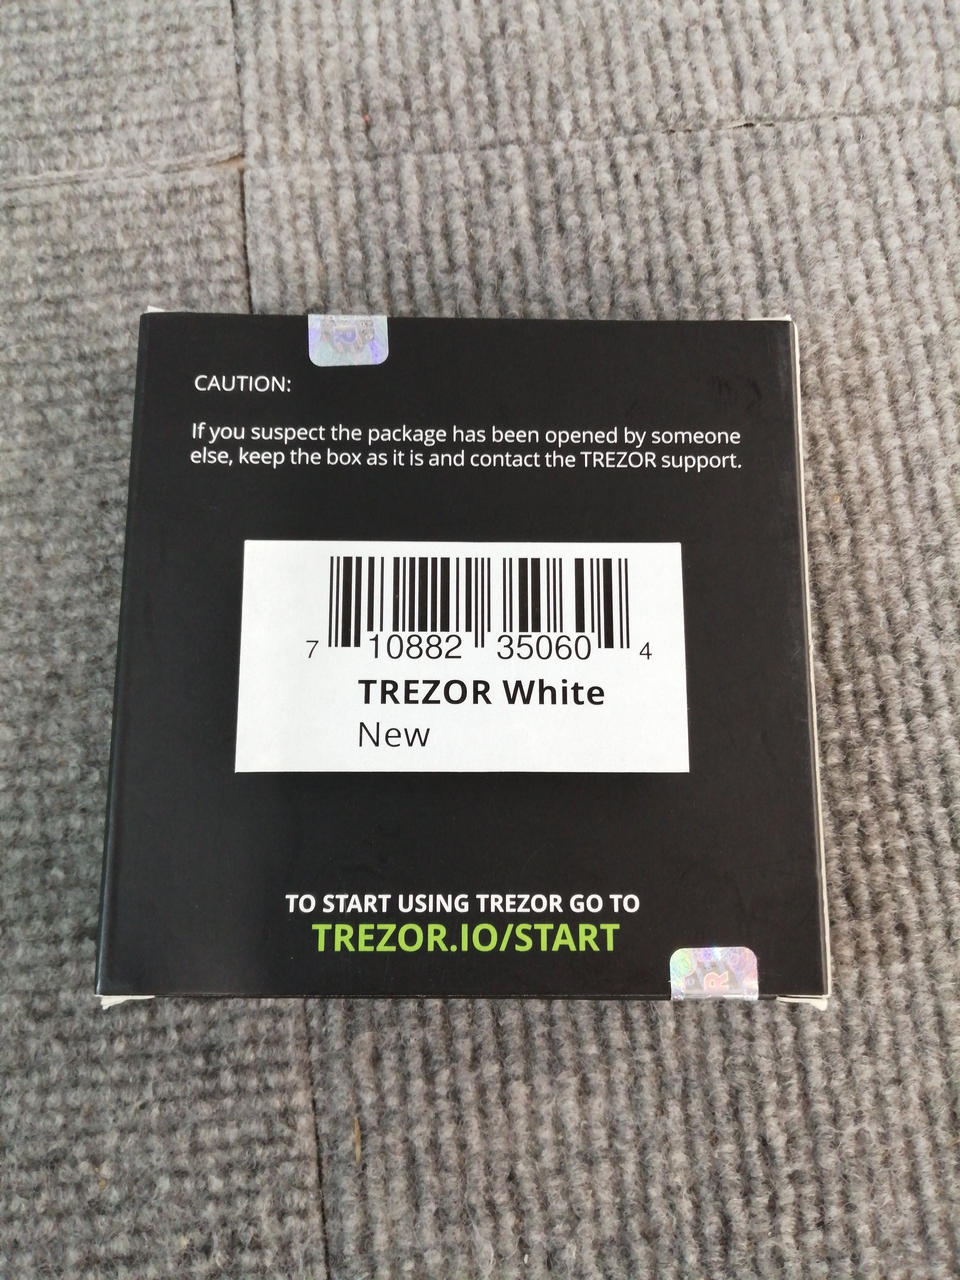 CAUTION:
If you suspect the package has been opened by someone
else, keep the box as it is and contact the TREZOR support.
7 10882 35060 4
TREZOR White
New
TO START USING TREZOR GO TO
TREZOR.IO/START
R